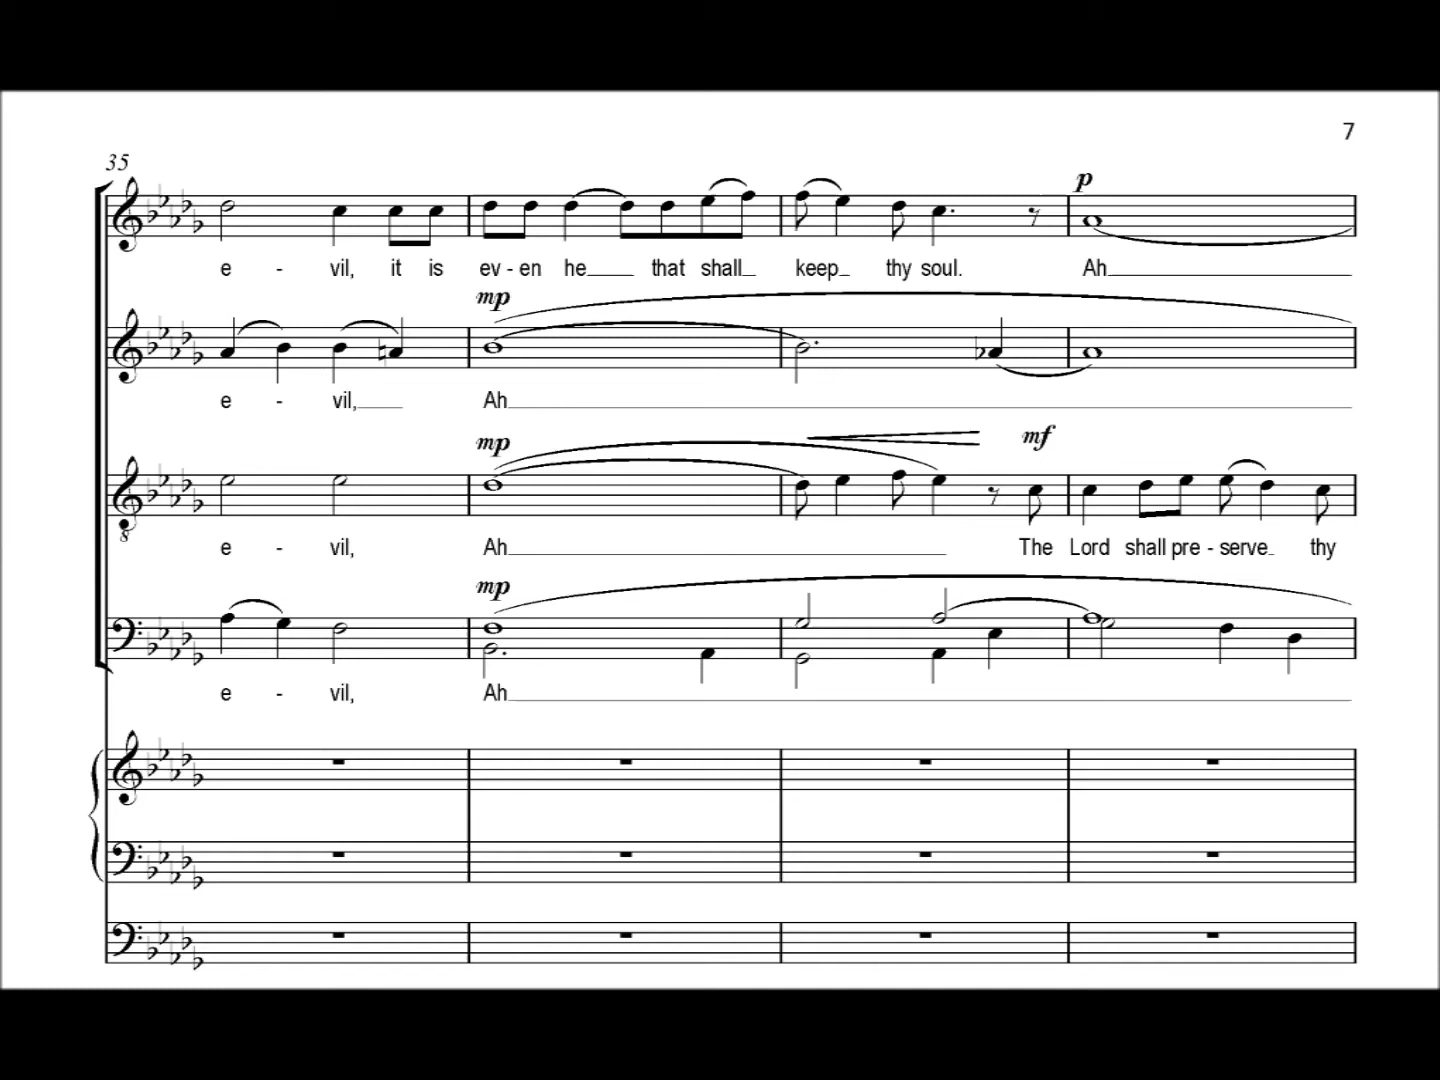 7
35
p
e - vil, it is ev - en he that shall keep thy soul. Ah
mp
e - vil, Ah
mp mf
8
e - vil, Ah The Lord shall pre - serve thy
mp
e - vil, Ah